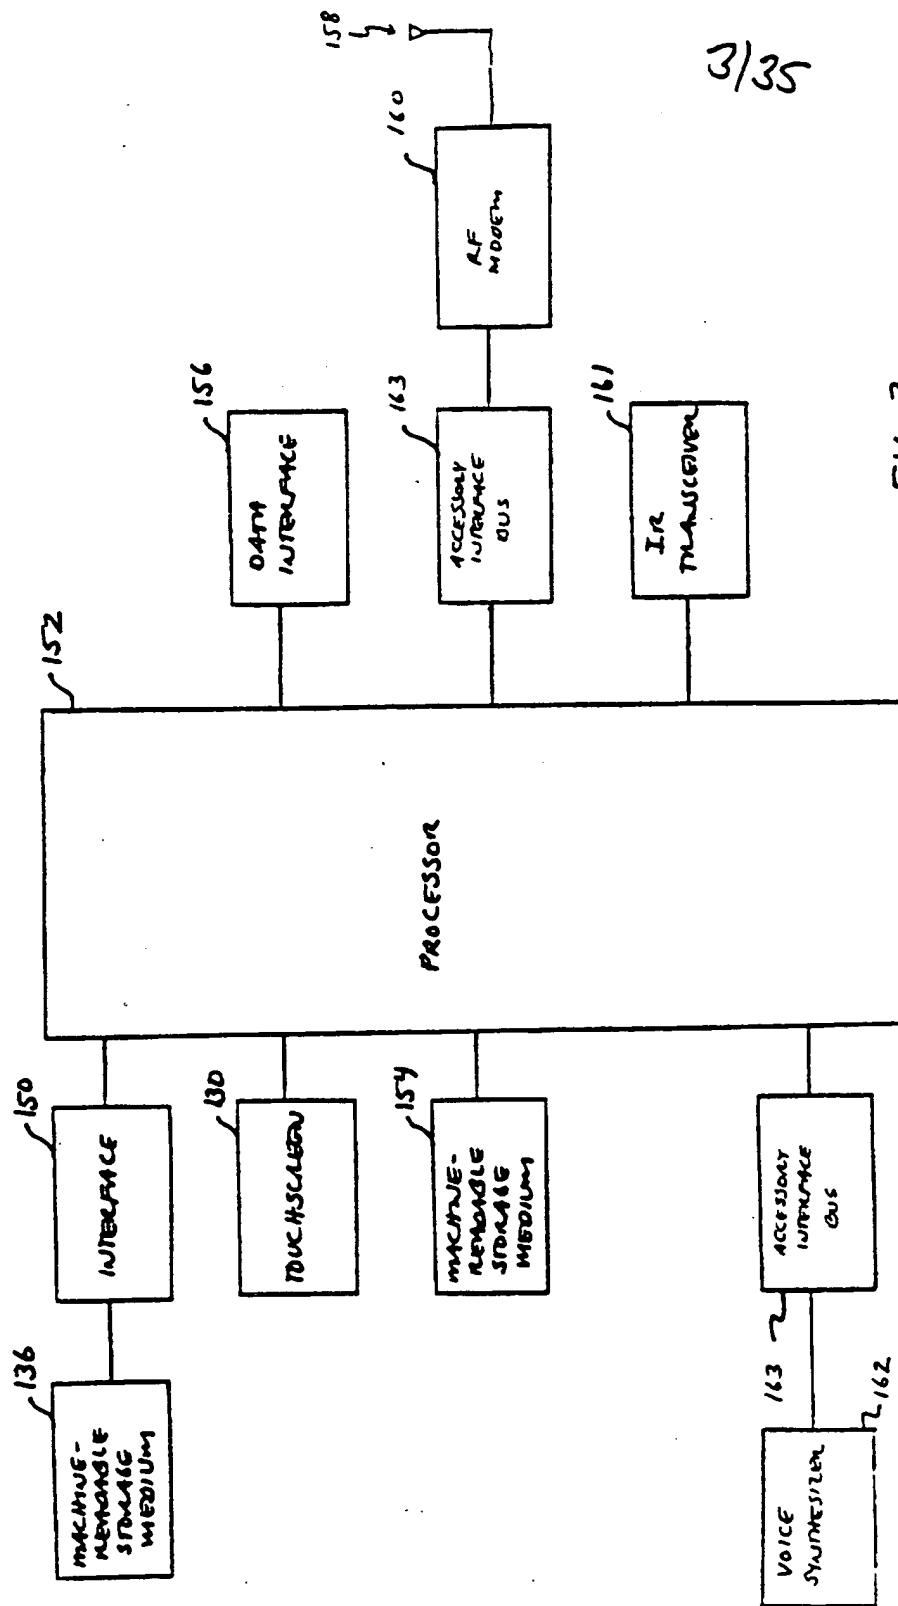 3/35
158
160
RF
MODEM
156
DATA
INTERFACE
163
ACCESSORY
INTERFACE
BUS
161
IR
TRANSCEIVER
152
PROCESSOR
150
INTERFACE
130
TOUCHSCREEN
154
MACHINE-
READABLE
STORAGE
MEDIUM
ACCESSORY
INTERFACE
BUS
163
136
MACHINE-
READABLE
STORAGE
MEDIUM
162
VOICE
SYNTHESIZER